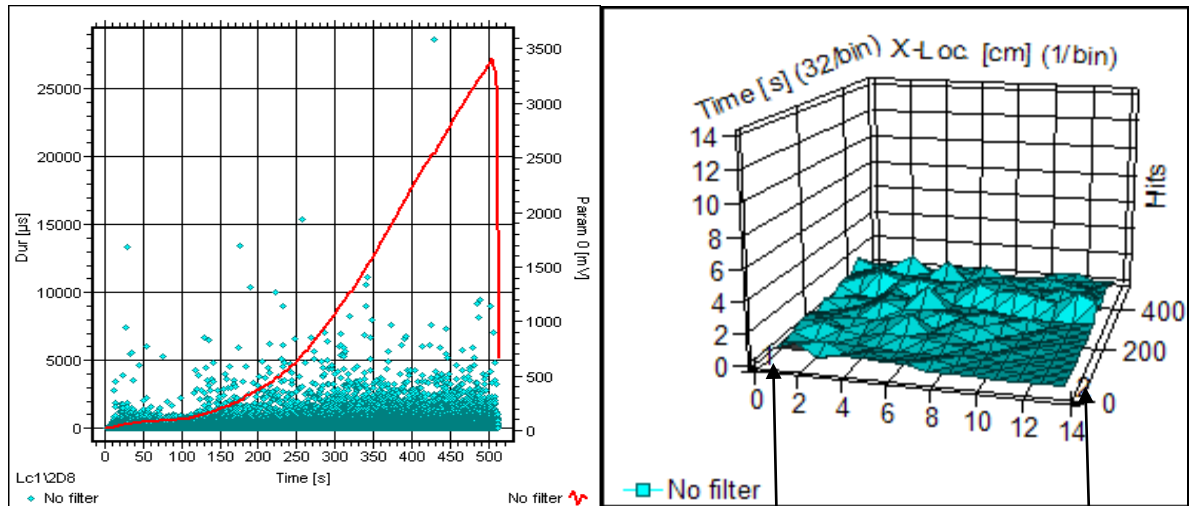 25000
20000
15000
10000
5000
0
Dur [µs]
3500
3000
2500
2000
1500
1000
500
0
Param 0 [mV]
0 50 100 150 200 250 300 350 400 450 500
Time [s]
Lc1\2D8
No filter
No filter
Time [s] (32/bin) X-Loc. [cm] (1/bin)
14
12
10
8
6
4
2
0
Hits
400
200
0
0 2 4 6 8 10 12 14
No filter